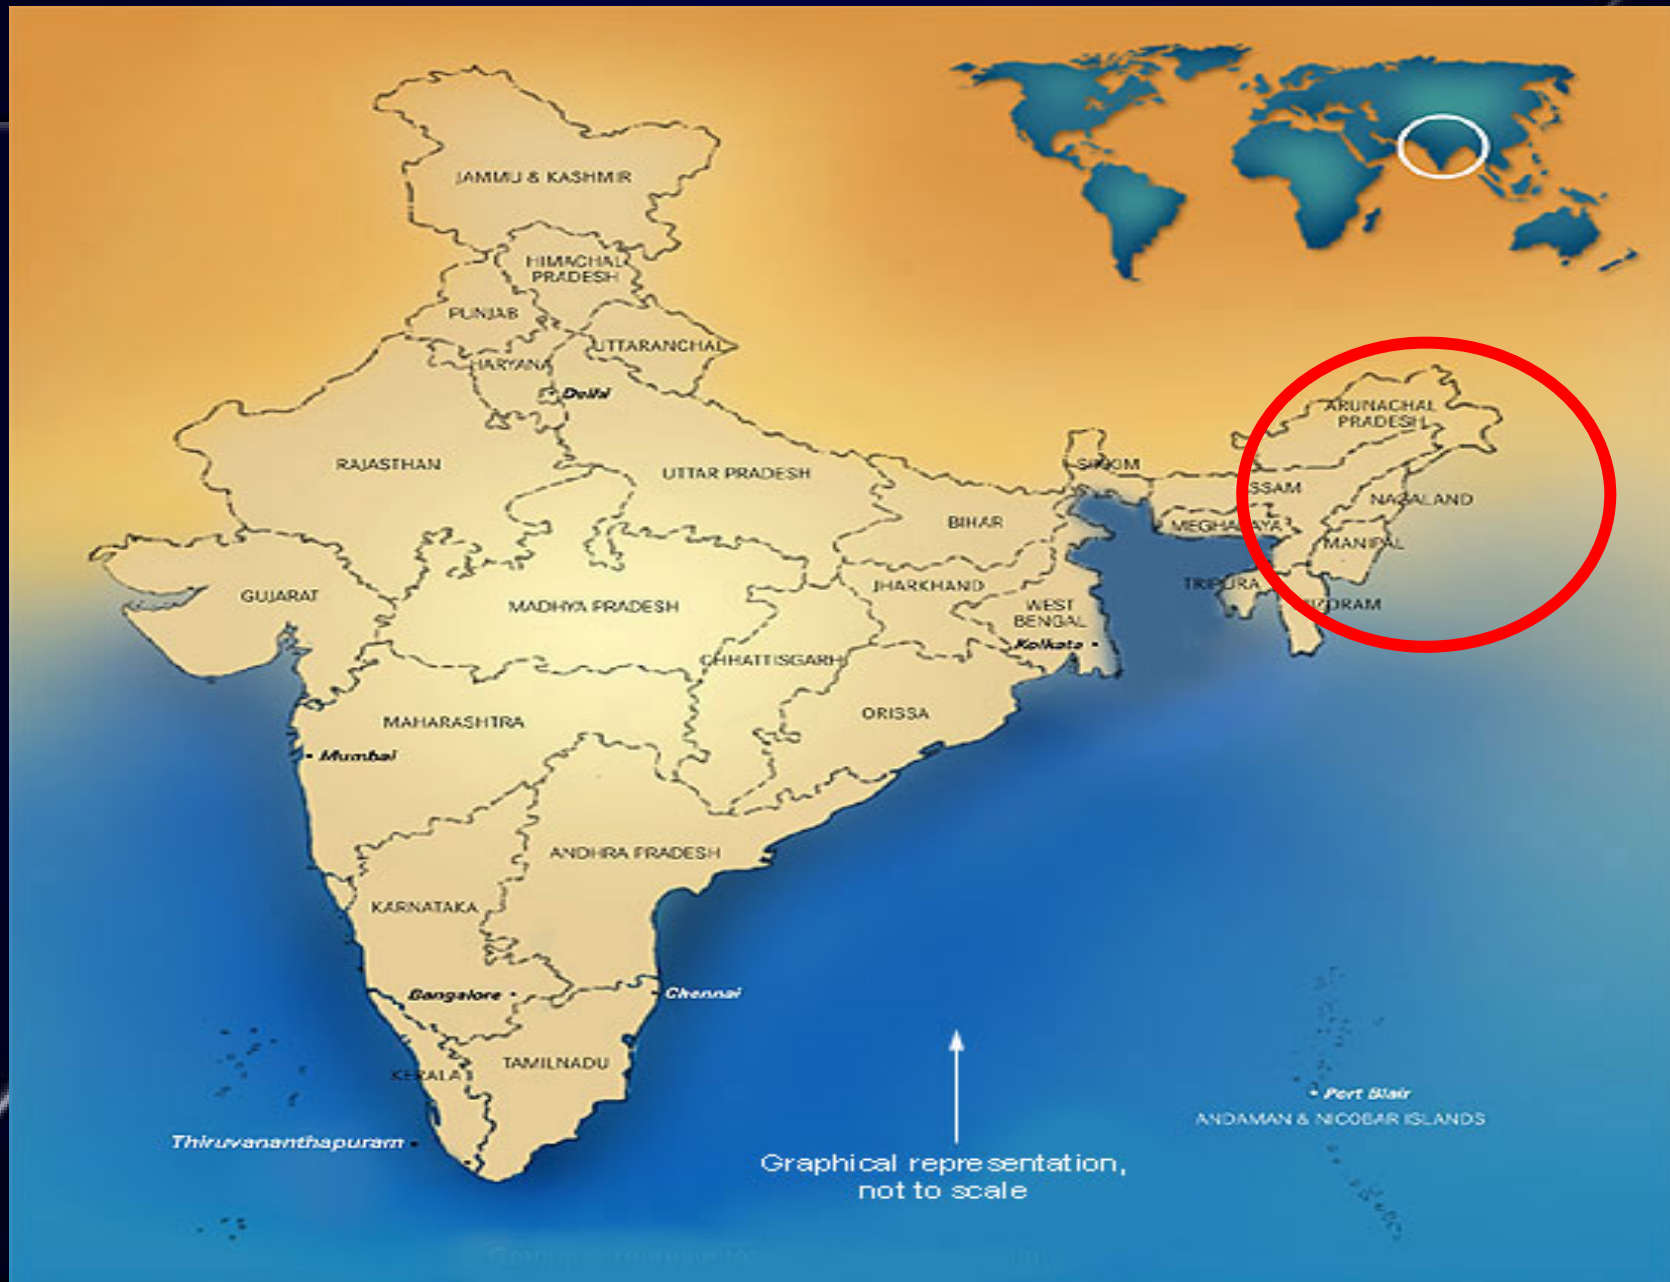 JAMMU & KASHMIR
HIMACHAL
PRADESH
PUNJAB
UTTARANCHAL
HARYANA
Delhi
ARUNACHAL
PRADESH
RAJASTHAN
UTTAR PRADESH
SIKKIM
SSAM
NAGALAND
BIHAR
MEGHALAYA
MANIPAL
JHARKHAND
TRIPURA
GUJARAT
MADHYA PRADESH
WEST
BENGAL
ZORAM
Kolkata
CHHATTISGARH
ORISSA
MAHARASHTRA
Mumbai
ANDHRA PRADESH
KARNATAKA
Bangalore
Chennai
TAMILNADU
KERALA
Port Blair
ANDAMAN & NICOBAR ISLANDS
Thiruvananthapuram
Graphical representation,
not to scale